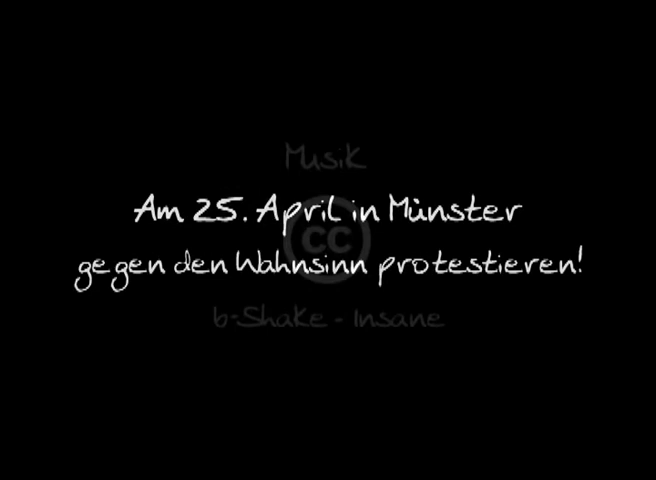 Musik
Am 25. April in Münster
cc
gegen den Wahnsinn protestieren!
b-Shake - Insane